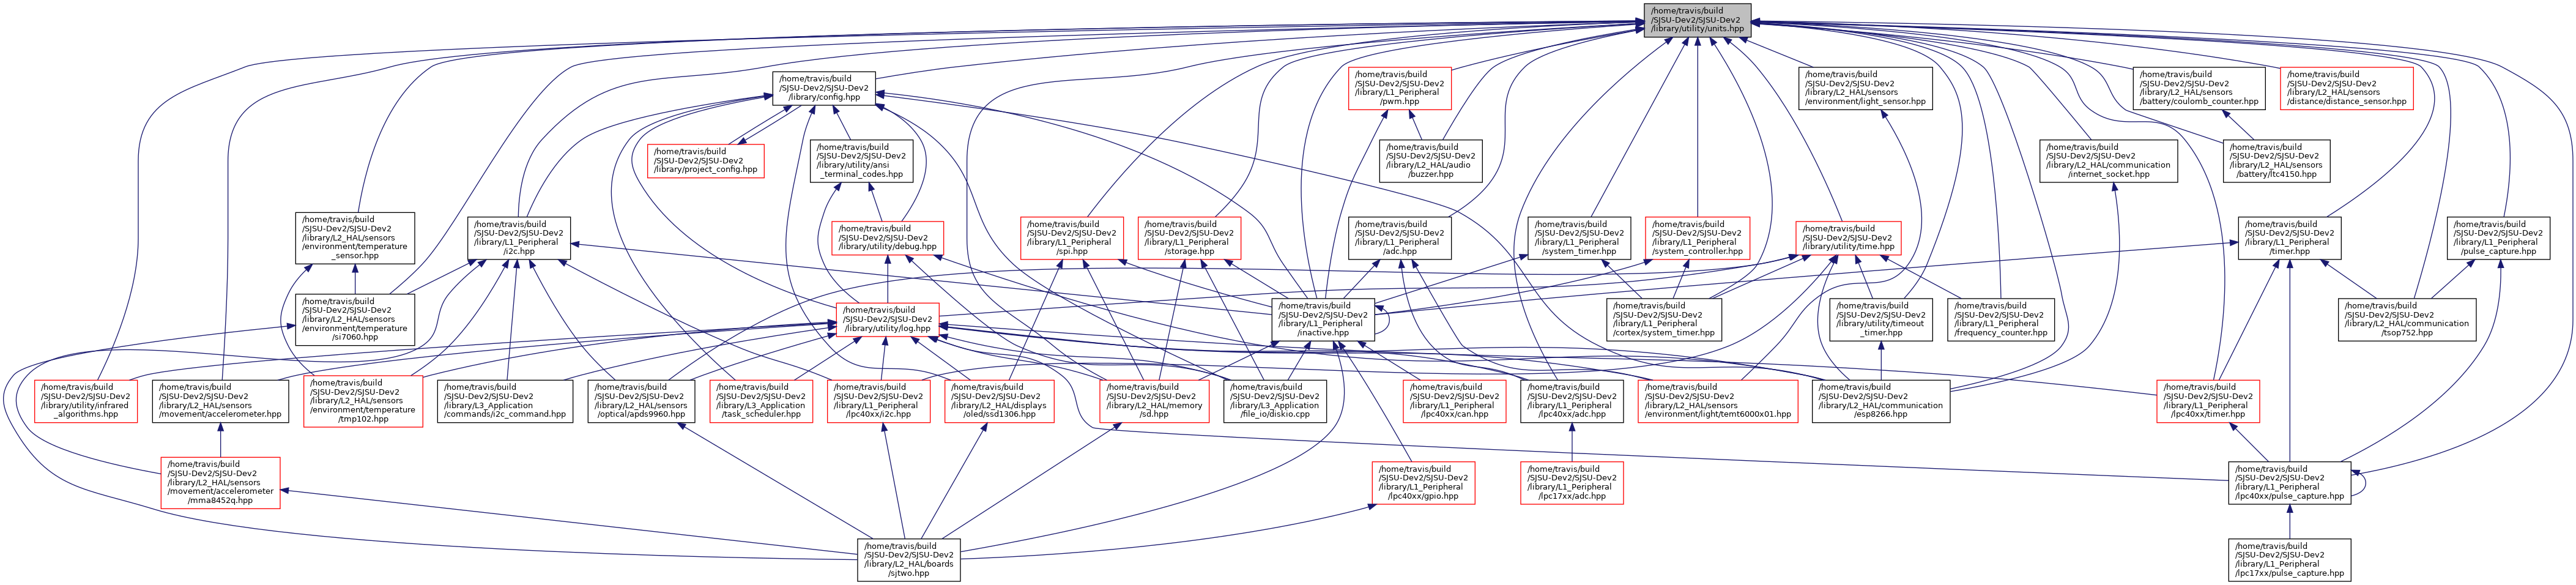 /home/travis/build
/SJSU-Dev2/SJSU-Dev2
/library/utility/units.hpp
/home/travis/build
/SJSU-Dev2/SJSU-Dev2
/library/config.hpp
/home/travis/build
/SJSU-Dev2/SJSU-Dev2
/library/L1_Peripheral
/pwm.hpp
/home/travis/build
/SJSU-Dev2/SJSU-Dev2
/library/L2_HAL/sensors
/environment/light_sensor.hpp
/home/travis/build
/SJSU-Dev2/SJSU-Dev2
/library/L2_HAL/sensors
/battery/coulomb_counter.hpp
/home/travis/build
/SJSU-Dev2/SJSU-Dev2
/library/L2_HAL/sensors
/distance/distance_sensor.hpp
/home/travis/build
/SJSU-Dev2/SJSU-Dev2
/library/project_config.hpp
/home/travis/build
/SJSU-Dev2/SJSU-Dev2
/library/utility/ansi
_terminal_codes.hpp
/home/travis/build
/SJSU-Dev2/SJSU-Dev2
/library/L2_HAL/audio
/buzzer.hpp
/home/travis/build
/SJSU-Dev2/SJSU-Dev2
/library/L2_HAL/communication
/internet_socket.hpp
/home/travis/build
/SJSU-Dev2/SJSU-Dev2
/library/L2_HAL/sensors
/battery/ltc4150.hpp
/home/travis/build
/SJSU-Dev2/SJSU-Dev2
/library/L2_HAL/sensors
/environment/temperature
_sensor.hpp
/home/travis/build
/SJSU-Dev2/SJSU-Dev2
/library/L1_Peripheral
/i2c.hpp
/home/travis/build
/SJSU-Dev2/SJSU-Dev2
/library/utility/debug.hpp
/home/travis/build
/SJSU-Dev2/SJSU-Dev2
/library/L1_Peripheral
/spi.hpp
/home/travis/build
/SJSU-Dev2/SJSU-Dev2
/library/L1_Peripheral
/storage.hpp
/home/travis/build
/SJSU-Dev2/SJSU-Dev2
/library/L1_Peripheral
/adc.hpp
/home/travis/build
/SJSU-Dev2/SJSU-Dev2
/library/L1_Peripheral
/system_timer.hpp
/home/travis/build
/SJSU-Dev2/SJSU-Dev2
/library/L1_Peripheral
/system_controller.hpp
/home/travis/build
/SJSU-Dev2/SJSU-Dev2
/library/utility/time.hpp
/home/travis/build
/SJSU-Dev2/SJSU-Dev2
/library/L1_Peripheral
/timer.hpp
/home/travis/build
/SJSU-Dev2/SJSU-Dev2
/library/L1_Peripheral
/pulse_capture.hpp
/home/travis/build
/SJSU-Dev2/SJSU-Dev2
/library/L2_HAL/sensors
/environment/temperature
/si7060.hpp
/home/travis/build
/SJSU-Dev2/SJSU-Dev2
/library/utility/log.hpp
/home/travis/build
/SJSU-Dev2/SJSU-Dev2
/library/L1_Peripheral
/inactive.hpp
/home/travis/build
/SJSU-Dev2/SJSU-Dev2
/library/L1_Peripheral
/cortex/system_timer.hpp
/home/travis/build
/SJSU-Dev2/SJSU-Dev2
/library/utility/timeout
_timer.hpp
/home/travis/build
/SJSU-Dev2/SJSU-Dev2
/library/L1_Peripheral
/frequency_counter.hpp
/home/travis/build
/SJSU-Dev2/SJSU-Dev2
/library/L2_HAL/communication
/tsop752.hpp
/home/travis/build
/SJSU-Dev2/SJSU-Dev2
/library/utility/infrared
_algorithms.hpp
/home/travis/build
/SJSU-Dev2/SJSU-Dev2
/library/L2_HAL/sensors
/movement/accelerometer.hpp
/home/travis/build
/SJSU-Dev2/SJSU-Dev2
/library/L2_HAL/sensors
/environment/temperature
/tmp102.hpp
/home/travis/build
/SJSU-Dev2/SJSU-Dev2
/library/L3_Application
/commands/i2c_command.hpp
/home/travis/build
/SJSU-Dev2/SJSU-Dev2
/library/L2_HAL/sensors
/optical/apds9960.hpp
/home/travis/build
/SJSU-Dev2/SJSU-Dev2
/library/L3_Application
/task_scheduler.hpp
/home/travis/build
/SJSU-Dev2/SJSU-Dev2
/library/L1_Peripheral
/lpc40xx/i2c.hpp
/home/travis/build
/SJSU-Dev2/SJSU-Dev2
/library/L2_HAL/displays
/oled/ssd1306.hpp
/home/travis/build
/SJSU-Dev2/SJSU-Dev2
/library/L2_HAL/memory
/sd.hpp
/home/travis/build
/SJSU-Dev2/SJSU-Dev2
/library/L3_Application
/file_io/diskio.cpp
/home/travis/build
/SJSU-Dev2/SJSU-Dev2
/library/L1_Peripheral
/lpc40xx/can.hpp
/home/travis/build
/SJSU-Dev2/SJSU-Dev2
/library/L1_Peripheral
/lpc40xx/adc.hpp
/home/travis/build
/SJSU-Dev2/SJSU-Dev2
/library/L2_HAL/sensors
/environment/light/temt6000x01.hpp
/home/travis/build
/SJSU-Dev2/SJSU-Dev2
/library/L2_HAL/communication
/esp8266.hpp
/home/travis/build
/SJSU-Dev2/SJSU-Dev2
/library/L1_Peripheral
/lpc40xx/timer.hpp
/home/travis/build
/SJSU-Dev2/SJSU-Dev2
/library/L2_HAL/sensors
/movement/accelerometer
/mma8452q.hpp
/home/travis/build
/SJSU-Dev2/SJSU-Dev2
/library/L1_Peripheral
/lpc40xx/gpio.hpp
/home/travis/build
/SJSU-Dev2/SJSU-Dev2
/library/L1_Peripheral
/lpc17xx/adc.hpp
/home/travis/build
/SJSU-Dev2/SJSU-Dev2
/library/L1_Peripheral
/lpc40xx/pulse_capture.hpp
/home/travis/build
/SJSU-Dev2/SJSU-Dev2
/library/L2_HAL/boards
/sjtwo.hpp
/home/travis/build
/SJSU-Dev2/SJSU-Dev2
/library/L1_Peripheral
/lpc17xx/pulse_capture.hpp